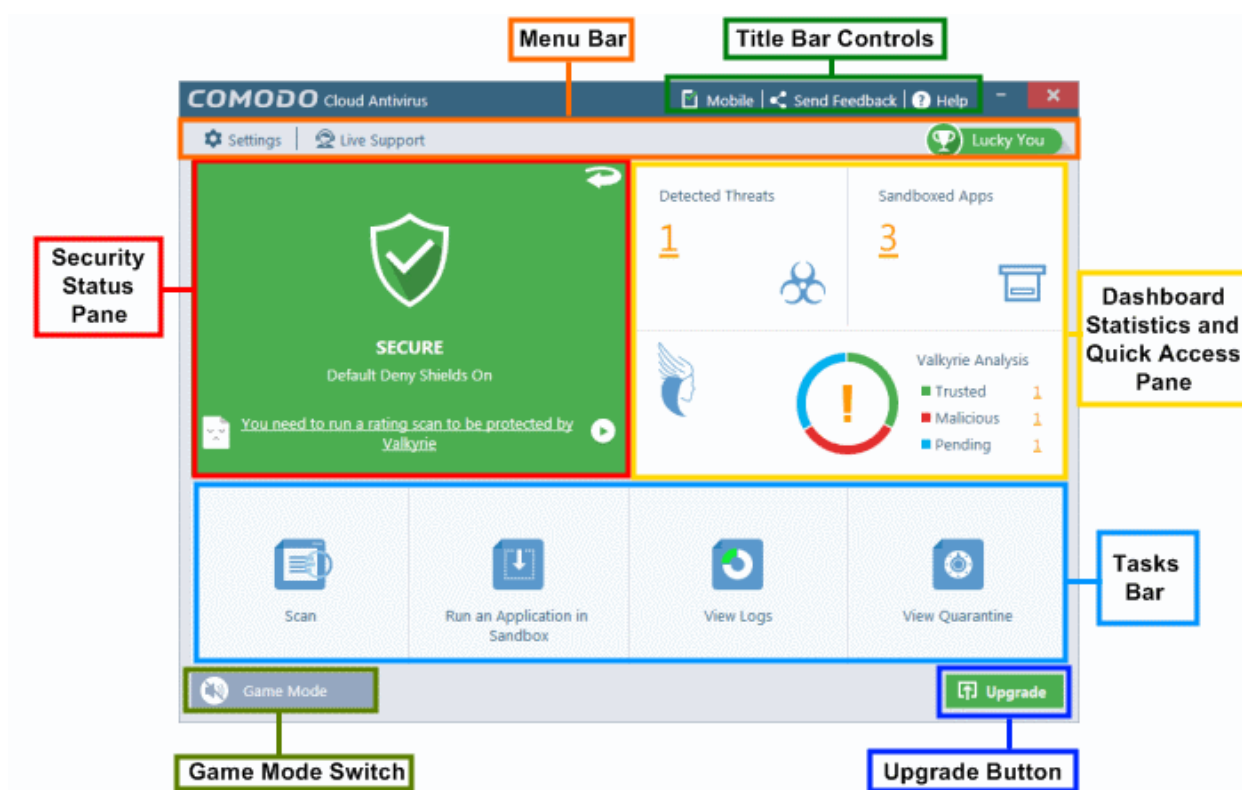 Menu Bar
Title Bar Controls
COMODO Cloud Antivirus
Mobile
Send Feedback
Help
Settings
Live Support
Lucky You
Security
Status
Pane
SECURE
Default Deny Shields On
You need to run a rating scan to be protected by
Valkyrie
Detected Threats
1
Sandboxed Apps
3
Valkyrie Analysis
Trusted 1
Malicious 1
Pending 1
Dashboard
Statistics and
Quick Access
Pane
Scan
Run an Application in
Sandbox
View Logs
View Quarantine
Tasks
Bar
Game Mode
Upgrade
Game Mode Switch
Upgrade Button